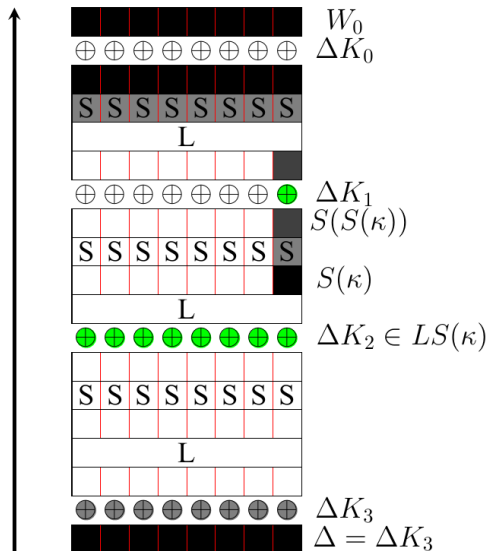 W₀
ΔK₀
S S S S S S S S
L
ΔK₁
S(S(κ))
S S S S S S S S
S(κ)
L
ΔK₂ ∈ LS(κ)
S S S S S S S S
L
ΔK₃
Δ = ΔK₃